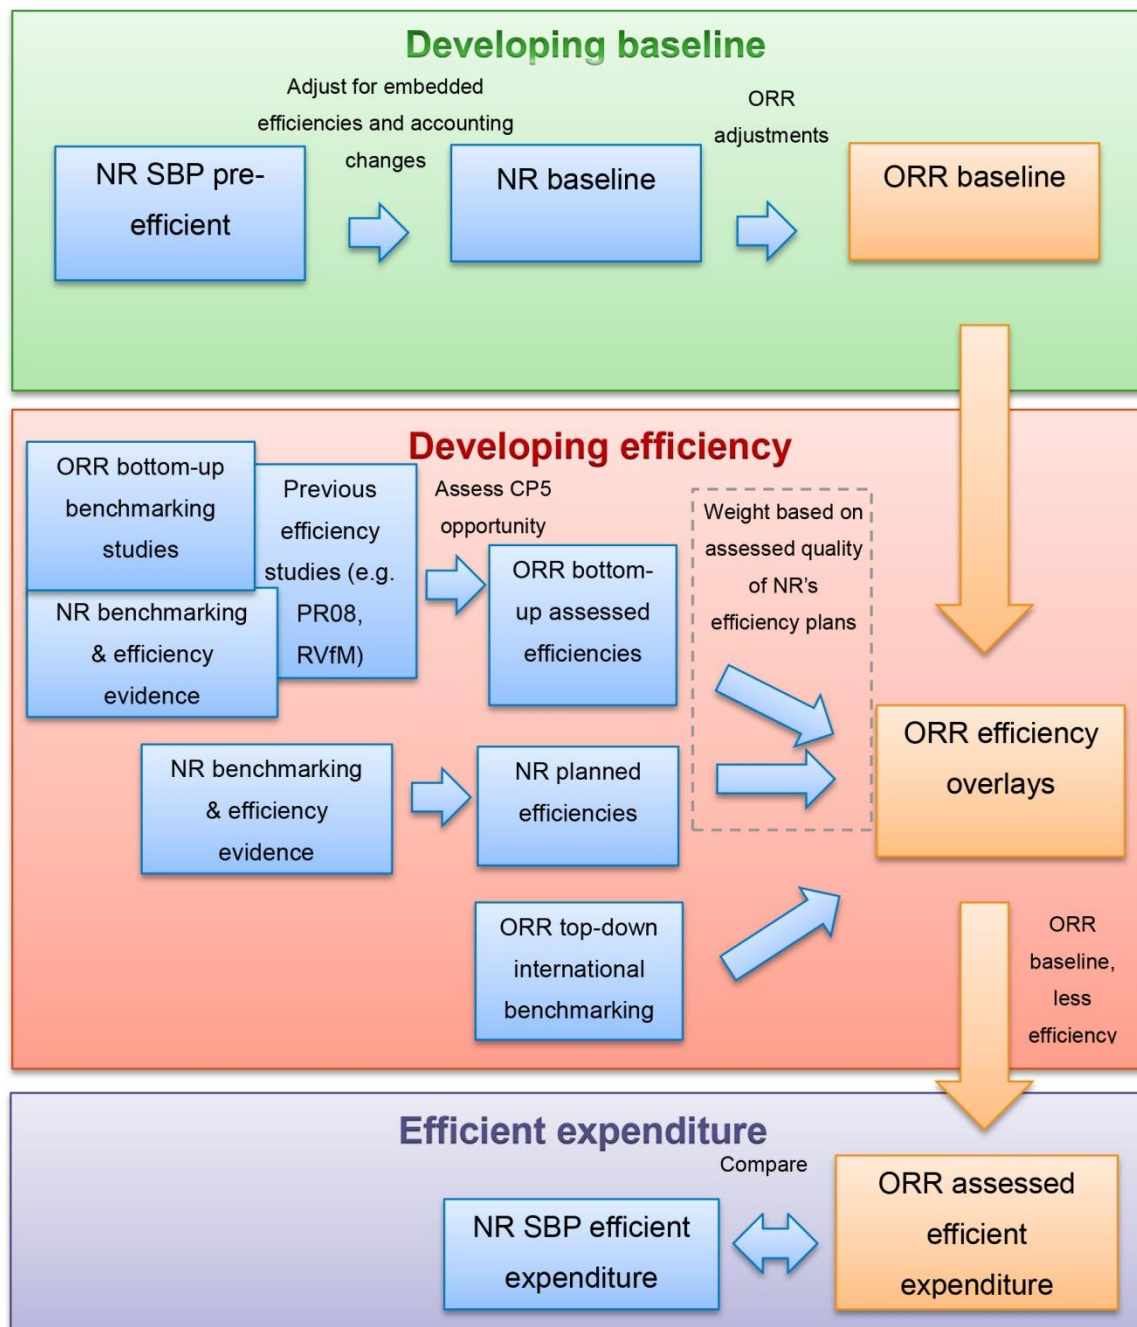 Developing baseline
Adjust for embedded
efficiencies and accounting
changes
ORR
adjustments
NR SBP pre-
efficient
NR baseline
ORR baseline
Developing efficiency
ORR bottom-up
benchmarking
studies
Previous
efficiency
studies (e.g.
PR08,
RVfM)
NR benchmarking
& efficiency
evidence
Assess CP5
opportunity
ORR bottom-
up assessed
efficiencies
Weight based on
assessed quality
of NR's
efficiency plans
NR benchmarking
& efficiency
evidence
NR planned
efficiencies
ORR efficiency
overlays
ORR top-down
international
benchmarking
ORR
baseline,
less
efficiency
Efficient expenditure
Compare
NR SBP efficient
expenditure
ORR assessed
efficient
expenditure